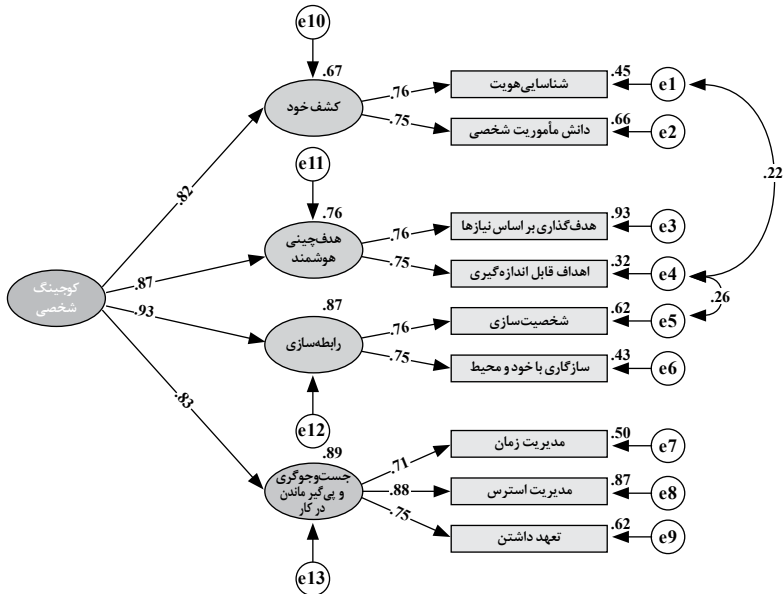 e10
.67
کشف خود
.76
شناسایی‌هویت
.45
e1
.75
دانش مأموریت شخصی
.66
e2
.82
.22
e11
.76
هدف‌چینی
هوشمند
.76
هدف‌گذاری بر اساس نیازها
.93
e3
.75
اهداف قابل اندازه‌گیری
.32
e4
.87
.26
کوچینگ
شخصی
.93
.87
رابطه‌سازی
.76
شخصیت‌سازی
.62
e5
.75
سازگاری با خود و محیط
.43
e6
e12
.83
.89
جست‌وجوگری
و پی‌گیر ماندن
در کار
.71
مدیریت زمان
.50
e7
.88
مدیریت استرس
.87
e8
.75
تعهد داشتن
.62
e9
e13